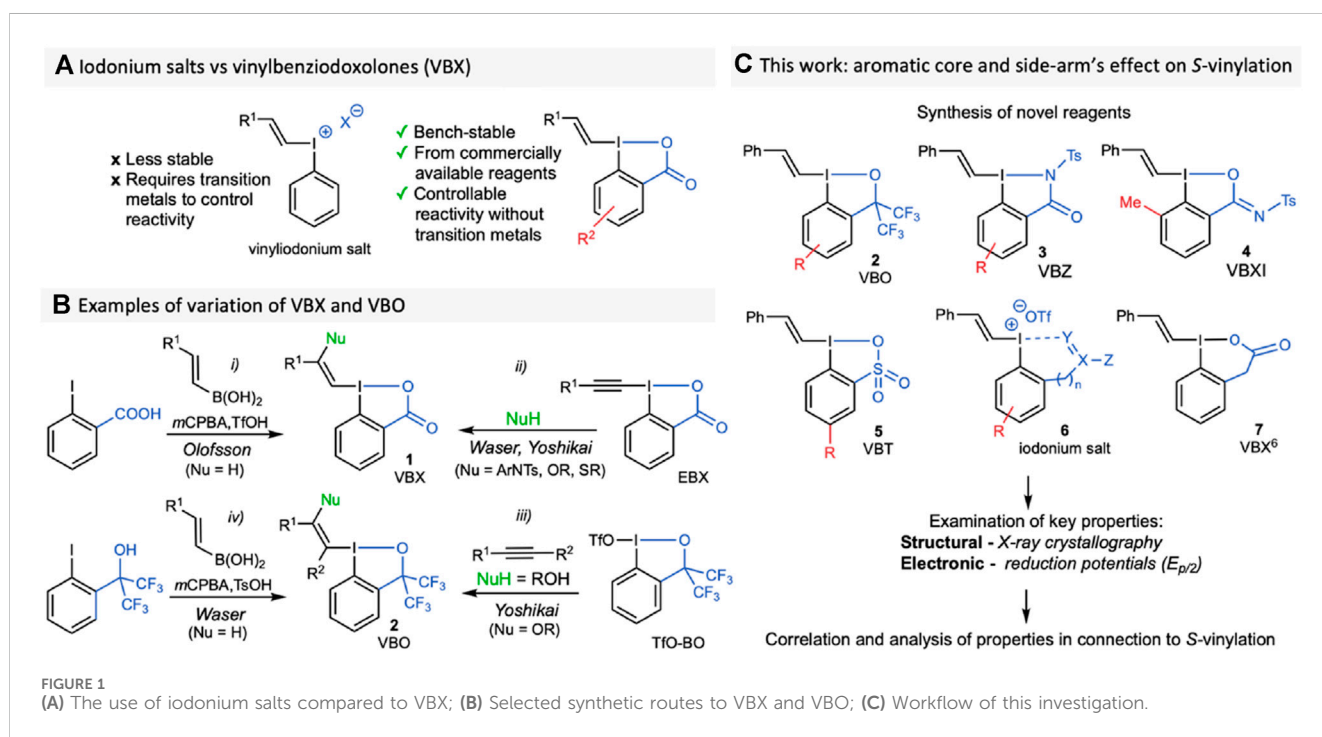 A Iodonium salts vs vinylbenziodoxolones (VBX)
R1
I
⊕
X⊖
x Less stable
x Requires transition
metals to control
reactivity
vinyliodonium salt
✓ Bench-stable
✓ From commercially
available reagents
✓ Controllable
reactivity without
transition metals
R1
I
O
O
R2
B Examples of variation of VBX and VBO
I
COOH
R1
i)
B(OH)2
mCPBA,TfOH
Olofsson
(Nu = H)
Nu
R1
I
O
O
1
VBX
ii)
NuH
Waser, Yoshikai
(Nu = ArNTs, OR, SR)
R1
I
O
O
EBX
I
OH
CF3
CF3
R1
iv)
B(OH)2
mCPBA,TsOH
Waser
(Nu = H)
Nu
R1
R2
I
O
CF3
CF3
2
VBO
iii)
R1
R2
NuH = ROH
Yoshikai
(Nu = OR)
TfO
I
O
CF3
CF3
TfO-BO
C This work: aromatic core and side-arm's effect on S-vinylation
Synthesis of novel reagents
Ph
I
O
CF3
CF3
R
2
VBO
Ph
I
N
Ts
O
R
3
VBZ
Ph
I
O
Me
N
Ts
4
VBXI
Ph
I
O
S
O
O
R
5
VBT
Ph
I
⊕
⊖OTf
Y
X–Z
( )n
R
6
iodonium salt
Ph
I
O
O
7
VBX6
Examination of key properties:
Structural - X-ray crystallography
Electronic - reduction potentials (Ep/2)
Correlation and analysis of properties in connection to S-vinylation
FIGURE 1
(A) The use of iodonium salts compared to VBX; (B) Selected synthetic routes to VBX and VBO; (C) Workflow of this investigation.